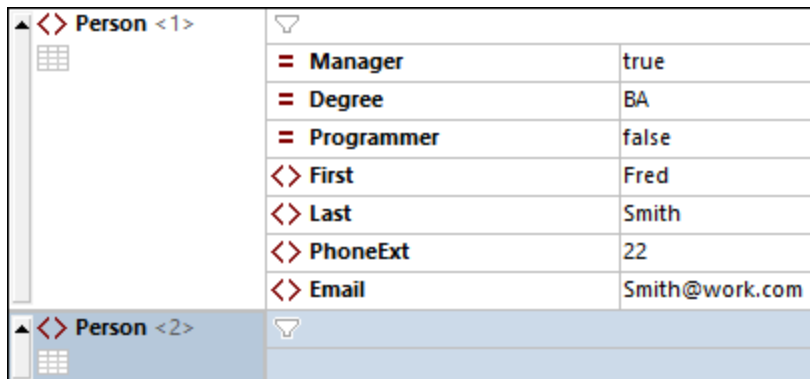 <> Person <1>
= Manager true
= Degree BA
= Programmer false
<> First Fred
<> Last Smith
<> PhoneExt 22
<> Email Smith@work.com
<> Person <2>